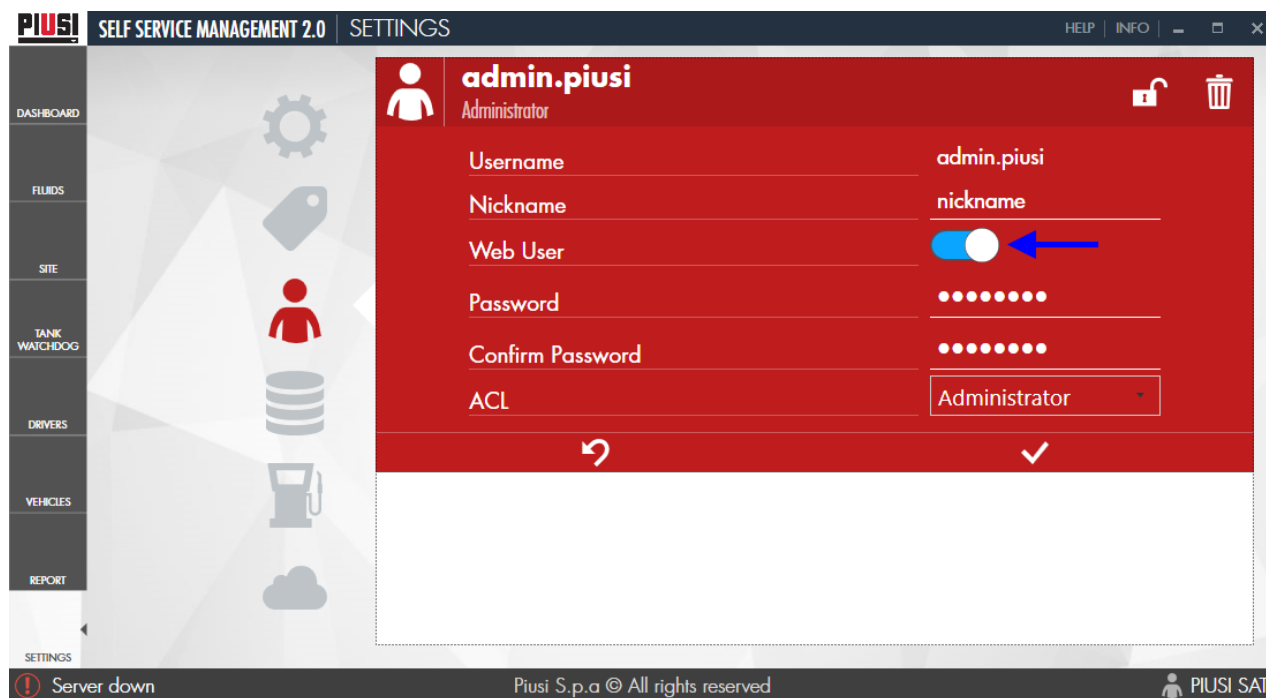 PIUSI SELF SERVICE MANAGEMENT 2.0 SETTINGS HELP INFO
DASHBOARD
FLUIDS
SITE
TANK
WATCHDOG
DRIVERS
VEHICLES
REPORT
SETTINGS
admin.piusi
Administrator
Username admin.piusi
Nickname nickname
Web User
Password ●●●●●●●●
Confirm Password ●●●●●●●●
ACL Administrator
Server down Piusi S.p.a © All rights reserved PIUSI SAT